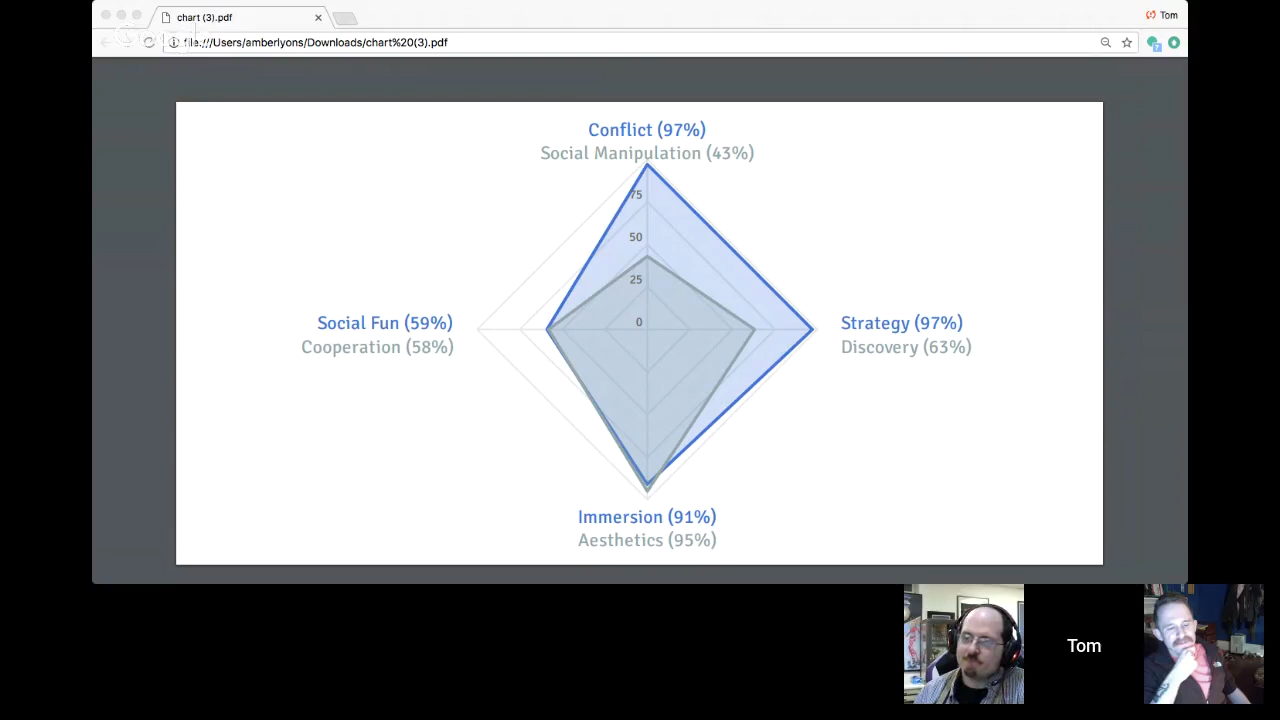 chart (3).pdf
Tom
file:///Users/amberlyons/Downloads/chart%20(3).pdf
Conflict (97%)
Social Manipulation (43%)
75
50
25
0
Social Fun (59%)
Cooperation (58%)
Strategy (97%)
Discovery (63%)
Immersion (91%)
Aesthetics (95%)
Tom